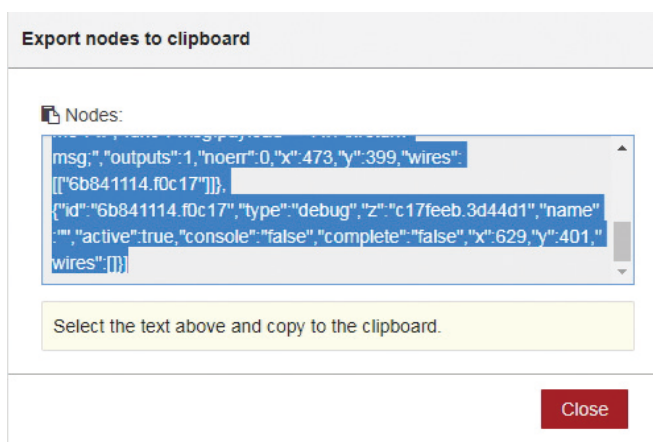 Export nodes to clipboard
Nodes:
msg;","outputs":1,"noerr":0,"x":473,"y":399,"wires":
[["6b841114.f0c17"]]},
{"id":"6b841114.f0c17","type":"debug","z":"c17feeb.3d44d1","name"
:"","active":true,"console":"false","complete":"false","x":629,"y":401,"
wires":[]}]
Select the text above and copy to the clipboard.
Close